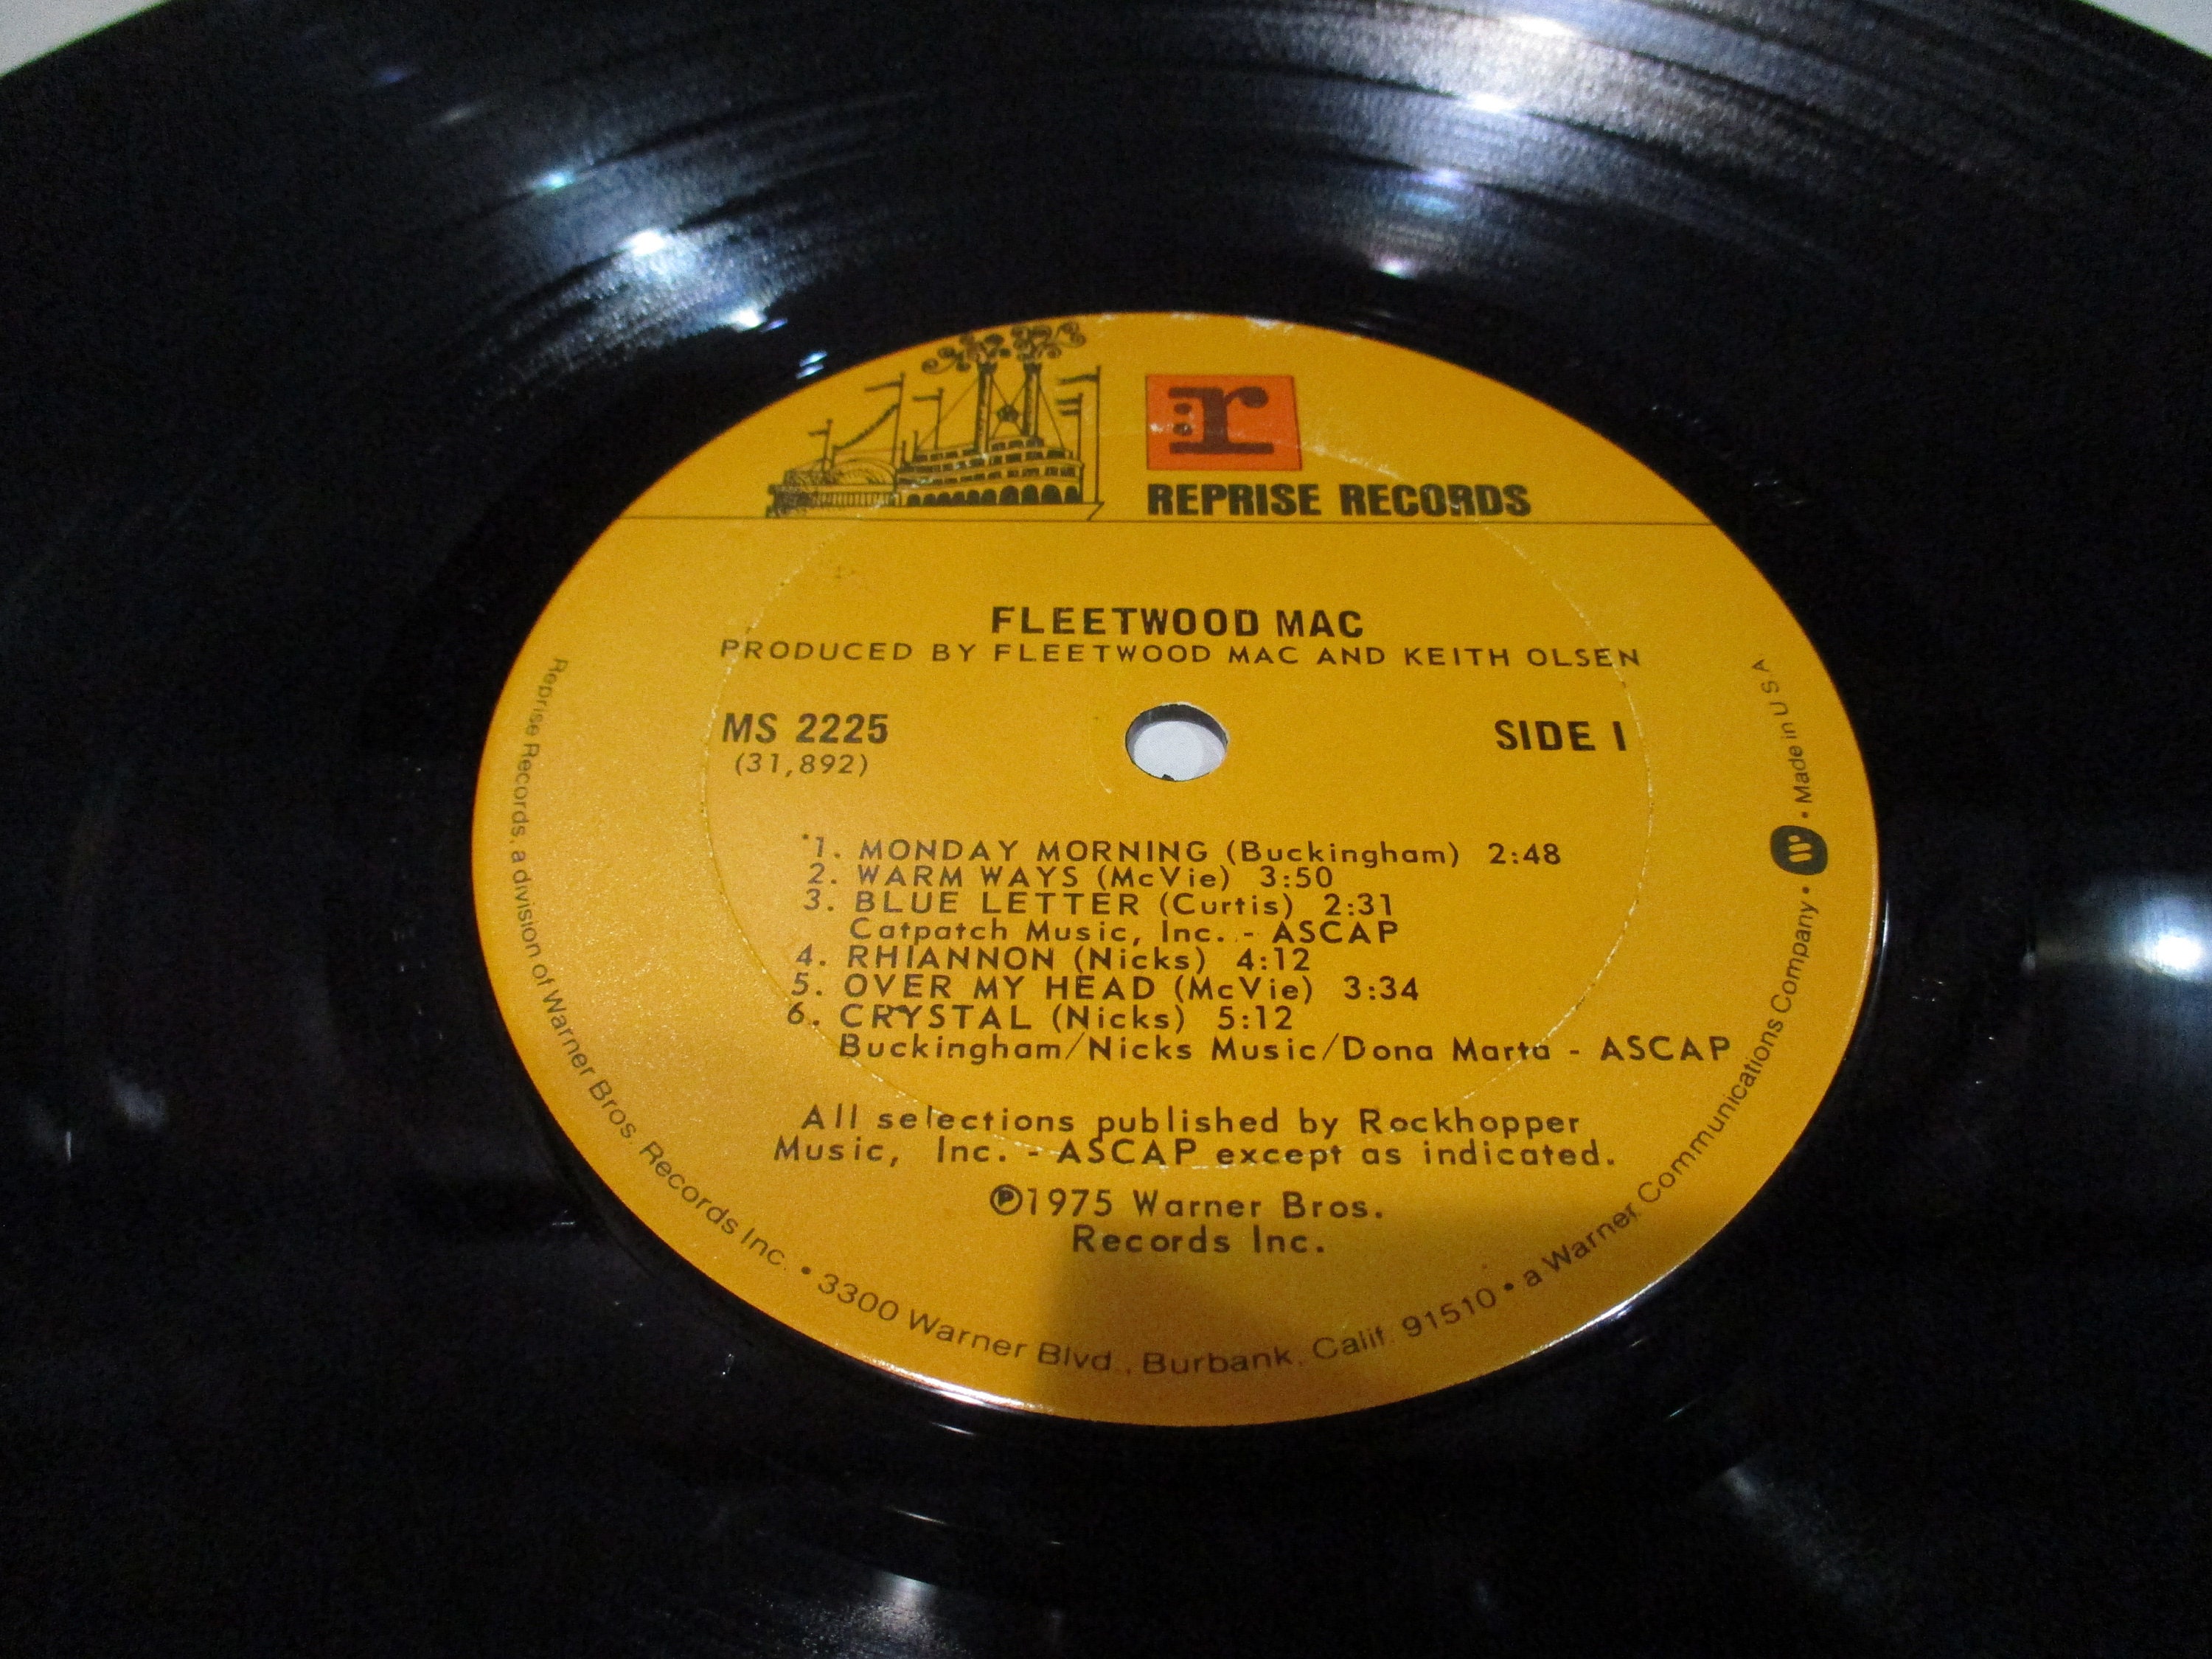 r
REPRISE RECORDS
FLEETWOOD MAC
PRODUCED BY FLEETWOOD MAC AND KEITH OLSEN
MS 2225
(31,892)
SIDE 1
1. MONDAY MORNING (Buckingham) 2:48
2. WARM WAYS (McVie) 3:50
3. BLUE LETTER (Curtis) 2:31
Catpatch Music, Inc. - ASCAP
4. RHIANNON (Nicks) 4:12
5. OVER MY HEAD (McVie) 3:34
6. CRYSTAL (Nicks) 5:12
Buckingham/Nicks Music/Dona Marta - ASCAP
All selections published by Rockhopper
Music, Inc. - ASCAP except as indicated.
Ⓟ1975 Warner Bros.
Records Inc.
Reprise Records, a division of Warner Bros. Records Inc. • 3300 Warner Blvd., Burbank, Calif. 91510 • a Warner Communications Company • W • Made in U.S.A.